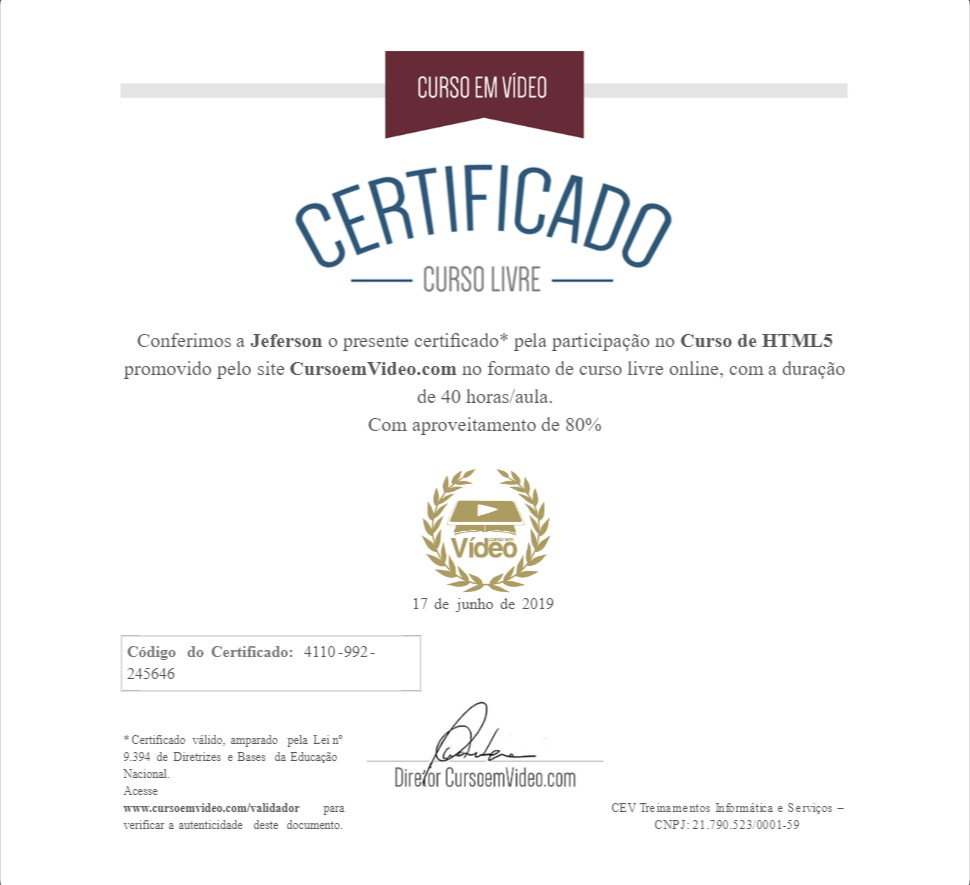 CURSO EM VÍDEO
CERTIFICADO
CURSO LIVRE
Conferimos a Jeferson o presente certificado* pela participação no Curso de HTML5
promovido pelo site CursoemVideo.com no formato de curso livre online, com a duração
de 40 horas/aula.
Com aproveitamento de 80%
curso em
Vídeo
17 de junho de 2019
Código do Certificado: 4110-992-
245646
*Certificado válido, amparado pela Lei nº
9.394 de Diretrizes e Bases da Educação
Nacional.
Acesse
www.cursoemvideo.com/validador para
verificar a autenticidade deste documento.
Diretor CursoemVideo.com
CEV Treinamentos Informática e Serviços –
CNPJ: 21.790.523/0001-59